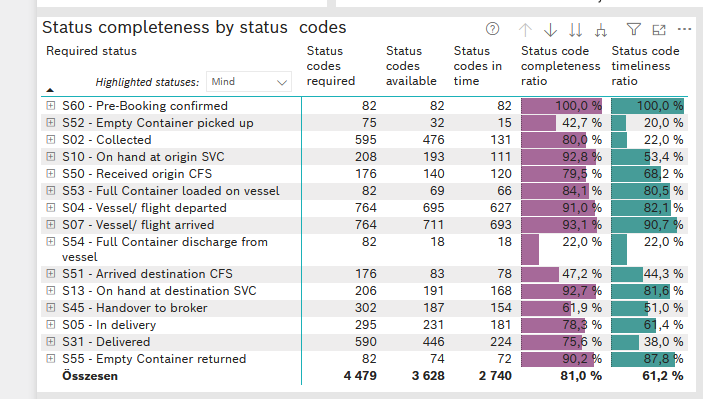 Status completeness by status codes
Required status Status codes required Status codes available Status codes in time Status code completeness ratio Status code timeliness ratio
Highlighted statuses: Mind
S60 - Pre-Booking confirmed 82 82 82 100,0 % 100,0 %
S52 - Empty Container picked up 75 32 15 42,7 % 20,0 %
S02 - Collected 595 476 131 80,0 % 22,0 %
S10 - On hand at origin SVC 208 193 111 92,8 % 53,4 %
S50 - Received origin CFS 176 140 120 79,5 % 68,2 %
S53 - Full Container loaded on vessel 82 69 66 84,1 % 80,5 %
S04 - Vessel/ flight departed 764 695 627 91,0 % 82,1 %
S07 - Vessel/ flight arrived 764 711 693 93,1 % 90,7 %
S54 - Full Container discharge from vessel 82 18 18 22,0 % 22,0 %
S51 - Arrived destination CFS 176 83 78 47,2 % 44,3 %
S13 - On hand at destination SVC 206 191 168 92,7 % 81,6 %
S45 - Handover to broker 302 187 154 61,9 % 51,0 %
S05 - In delivery 295 231 181 78,3 % 61,4 %
S31 - Delivered 590 446 224 75,6 % 38,0 %
S55 - Empty Container returned 82 74 72 90,2 % 87,8 %
Összesen 4 479 3 628 2 740 81,0 % 61,2 %